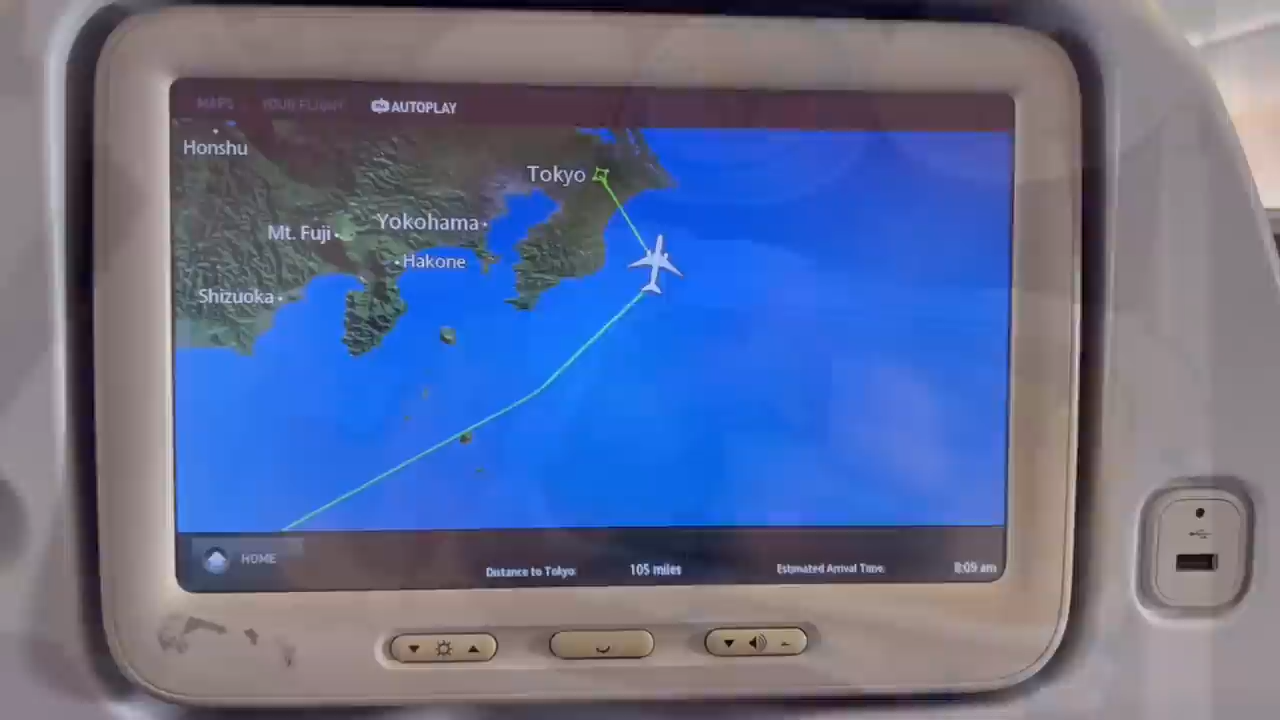 MAPS YOUR FLIGHT AUTOPLAY
Honshu
Tokyo
Yokohama
Mt. Fuji
Hakone
Shizuoka
HOME
Distance to Tokyo: 105 miles Estimated Arrival Time: 8:09 am